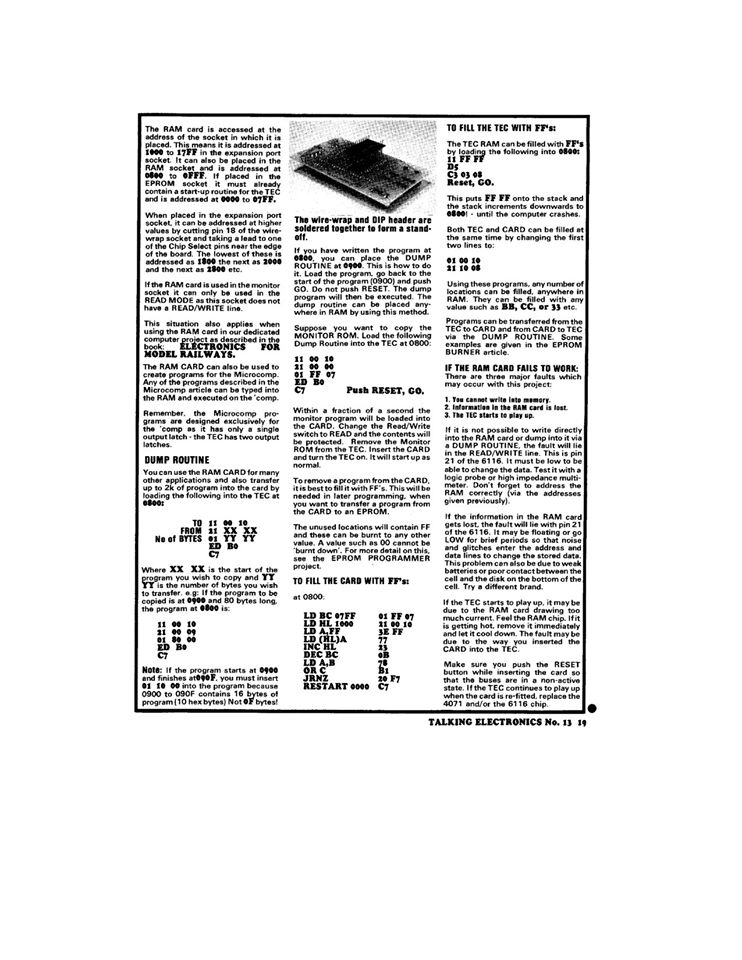 The RAM card is accessed at the
address of the socket in which it is
placed. This means it is addressed at
1000 to 17FF in the expansion port
socket. It can also be placed in the
RAM socket and is addressed at
0800 to 0FFF. If placed in the
EPROM socket it must already
contain a start-up routine for the TEC
and is addressed at 0000 to 07FF.
When placed in the expansion port
socket, it can be addressed at higher
values by cutting pin 18 of the wire-
wrap socket and taking a lead to one
of the Chip Select pins near the edge
of the board. The lowest of these is
addressed as 1800 the next as 2000
and the next as 2800 etc.
If the RAM card is used in the monitor
socket it can only be used in the
READ MODE as this socket does not
have a READ/WRITE line.
This situation also applies when
using the RAM card in our dedicated
computer project as described in the
book: ELECTRONICS FOR
MODEL RAILWAYS.
The RAM CARD can also be used to
create programs for the Microcomp.
Any of the programs described in the
Microcomp article can be typed into
the RAM and executed on the 'comp.
Remember, the Microcomp pro-
grams are designed exclusively for
the 'comp as it has only a single
output latch - the TEC has two output
latches.
DUMP ROUTINE
You can use the RAM CARD for many
other applications and also transfer
up to 2k of program into the card by
loading the following into the TEC at
0800:
TO 11 00 10
FROM 21 XX XX
No of BYTES 01 YY YY
ED B0
C7
Where XX XX is the start of the
program you wish to copy and YY
YY is the number of bytes you wish
to transfer. e.g: If the program to be
copied is at 0900 and 80 bytes long,
the program at 0800 is:
11 00 10
21 00 09
01 80 00
ED B0
C7
Note: If the program starts at 0900
and finishes at090F, you must insert
01 10 00 into the program because
0900 to 090F contains 16 bytes of
program (10 hex bytes) Not 0F bytes!
The wire-wrap and DIP header are
soldered together to form a stand-
off.
If you have written the program at
0800, you can place the DUMP
ROUTINE at 0900. This is how to do
it. Load the program, go back to the
start of the program (0900) and push
GO. Do not push RESET. The dump
program will then be executed. The
dump routine can be placed any-
where in RAM by using this method.
Suppose you want to copy the
MONITOR ROM. Load the following
Dump Routine into the TEC at 0800:
11 00 10
21 00 00
01 FF 07
ED B0
C7 Push RESET, GO.
Within a fraction of a second the
monitor program will be loaded into
the CARD. Change the Read/Write
switch to READ and the contents will
be protected. Remove the Monitor
ROM from the TEC. Insert the CARD
and turn the TEC on. It will start up as
normal.
To remove a program from the CARD,
it is best to fill it with FF's. This will be
needed in later programming, when
you want to transfer a program from
the CARD to an EPROM.
The unused locations will contain FF
and these can be burnt to any other
value. A value such as 00 cannot be
'burnt down'. For more detail on this,
see the EPROM PROGRAMMER
project.
TO FILL THE CARD WITH FF's:
at 0800:
LD BC 07FF 01 FF 07
LD HL 1000 21 00 10
LD A,FF 3E FF
LD (HL)A 77
INC HL 23
DEC BC 0B
LD A,B 78
OR C B1
JRNZ 20 F7
RESTART 0000 C7
TO FILL THE TEC WITH FF's:
The TEC RAM can be filled with FF's
by loading the following into 0800:
11 FF FF
D5
C3 03 08
Reset, GO.
This puts FF FF onto the stack and
the stack increments downwards to
0800! - until the computer crashes.
Both TEC and CARD can be filled at
the same time by changing the first
two lines to:
01 00 10
21 10 08
Using these programs, any number of
locations can be filled, anywhere in
RAM. They can be filled with any
value such as BB, CC, or 33 etc.
Programs can be transferred from the
TEC to CARD and from CARD to TEC
via the DUMP ROUTINE. Some
examples are given in the EPROM
BURNER article.
IF THE RAM CARD FAILS TO WORK:
There are three major faults which
may occur with this project:
1. You cannot write into memory.
2. Information in the RAM card is lost.
3. The TEC starts to play up.
If it is not possible to write directly
into the RAM card or dump into it via
a DUMP ROUTINE, the fault will lie
in the READ/WRITE line. This is pin
21 of the 6116. It must be low to be
able to change the data. Test it with a
logic probe or high impedance multi-
meter. Don't forget to address the
RAM correctly (via the addresses
given previously).
If the information in the RAM card
gets lost, the fault will lie with pin 21
of the 6116. It may be floating or go
LOW for brief periods so that noise
and glitches enter the address and
data lines to change the stored data.
This problem can also be due to weak
batteries or poor contact between the
cell and the disk on the bottom of the
cell. Try a different brand.
If the TEC starts to play up, it may be
due to the RAM card drawing too
much current. Feel the RAM chip. If it
is getting hot, remove it immediately
and let it cool down. The fault may be
due to the way you inserted the
CARD into the TEC.
Make sure you push the RESET
button while inserting the card so
that the buses are in a non-active
state. If the TEC continues to play up
when the card is re-fitted, replace the
4071 and/or the 6116 chip.
TALKING ELECTRONICS No. 13 19